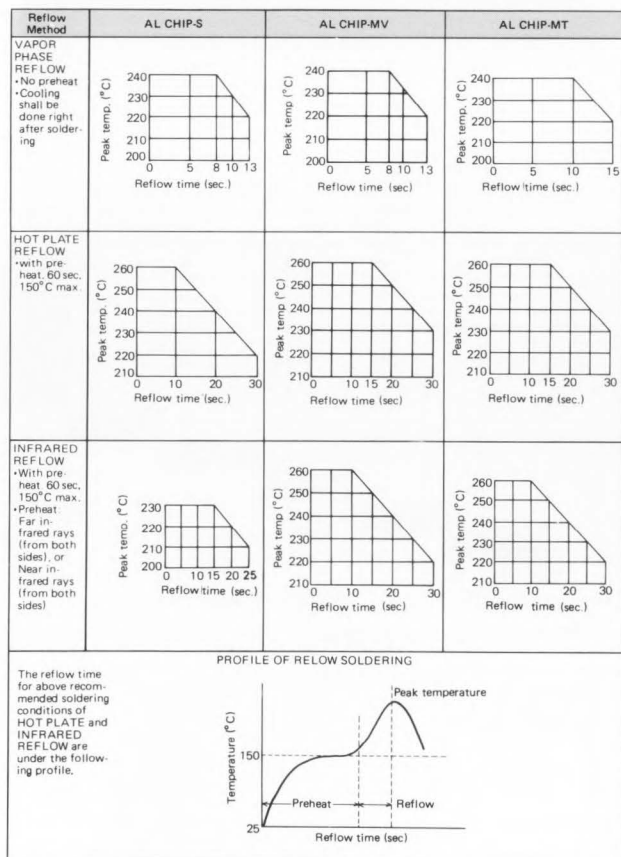 Reflow Method AL CHIP-S AL CHIP-MV AL CHIP-MT
VAPOR
PHASE
REFLOW
•No preheat
•Cooling
shall be
done right
after solder-
ing
Peak temp. (°C)
240
230
220
210
200
0 5 8 10 13
Reflow time (sec.)
Peak temp. (°C)
240
230
220
210
200
0 5 8 10 13
Reflow time (sec.)
Peak temp. (°C)
240
230
220
210
200
0 5 10 15
Reflow time (sec.)
HOT PLATE
REFLOW
•with pre-
heat. 60 sec,
150°C max.
Peak temp. (°C)
260
250
240
230
220
210
0 10 20 30
Reflow time (sec.)
Peak temp. (°C)
260
250
240
230
220
210
0 10 15 20 30
Reflow time (sec)
Peak temp. (°C)
260
250
240
230
220
210
0 10 15 20 30
Reflow time (sec)
INFRARED
REFLOW
•With pre-
heat 60 sec,
150°C max.
•Preheat:
Far in-
frared rays
(from both
sides), or
Near in-
frared rays
(from both
sides)
Peak temp. (°C)
230
220
210
200
0 10 15 20 25
Reflow time (sec.)
Peak temp. (°C)
260
250
240
230
220
210
0 10 20 30
Reflow time (sec)
Peak temp. (°C)
260
250
240
230
220
210
0 10 20 30
Reflow time (sec)
PROFILE OF RELOW SOLDERING
The reflow time
for above recom-
mended soldering
conditions of
HOT PLATE and
INFRARED
REFLOW are
under the follow-
ing profile.
Temperature (°C)
150
25
Peak temperature
Preheat
Reflow
Reflow time (sec)